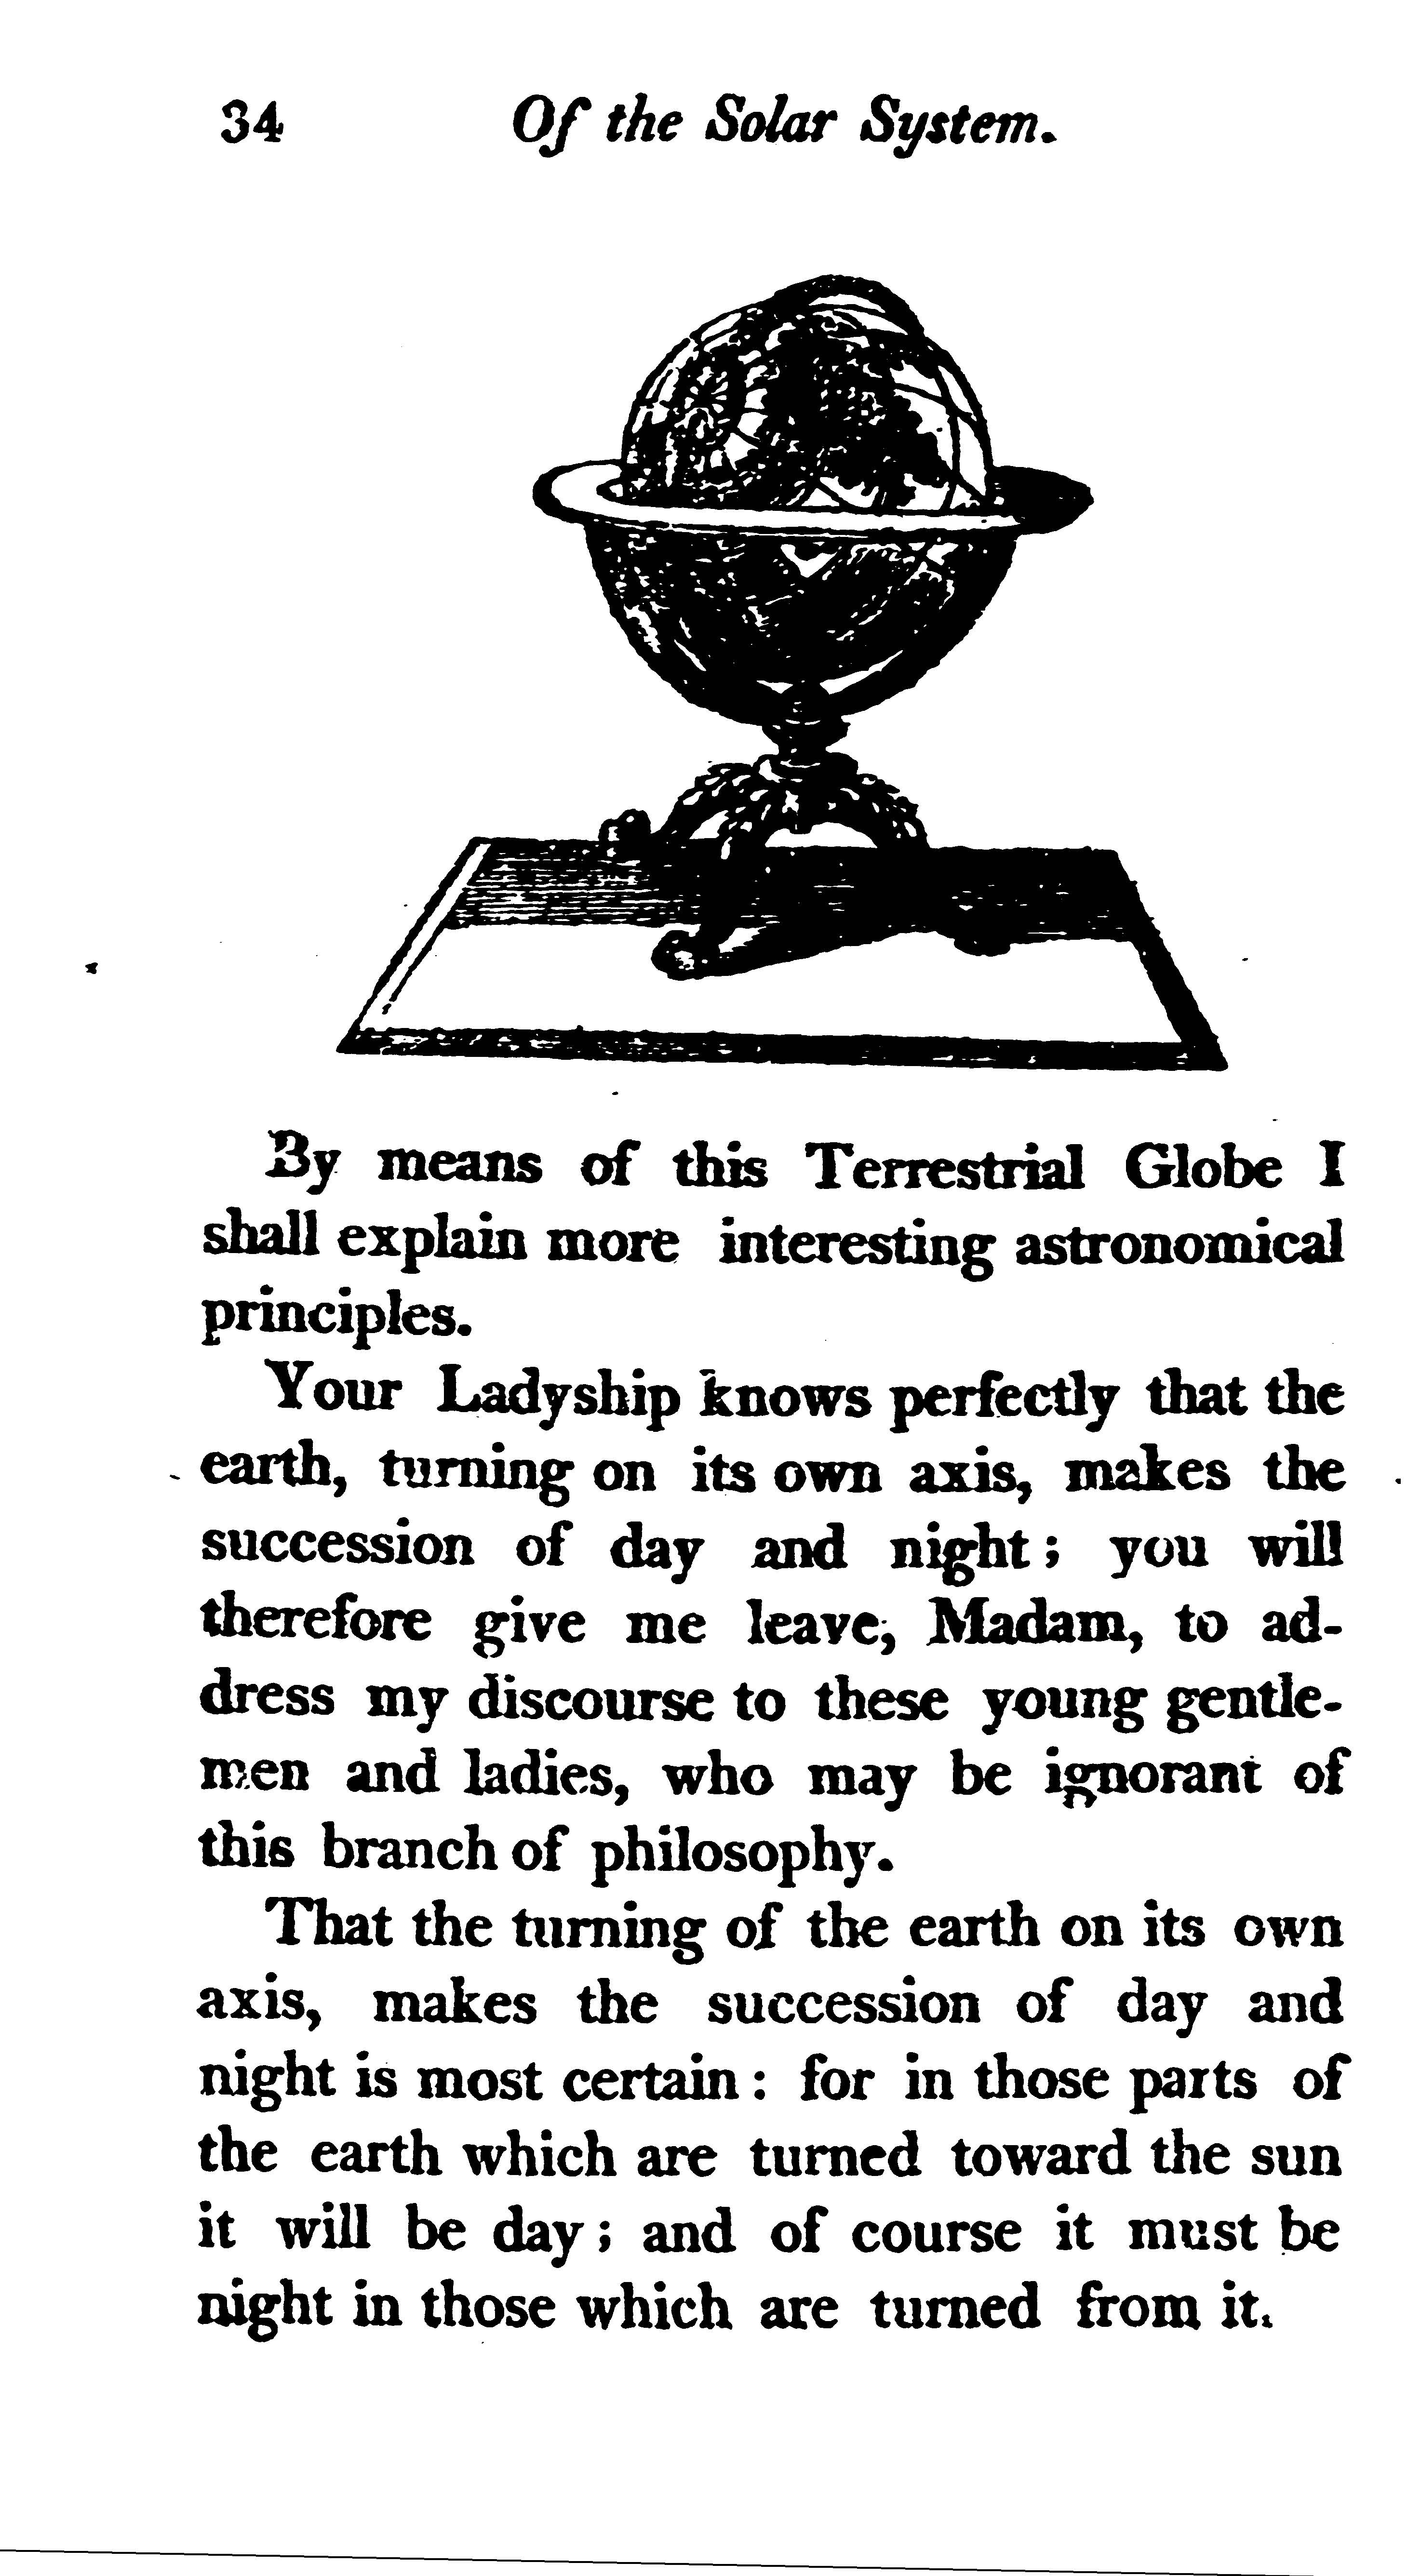 34 Of the Solar System.
By means of this Terrestrial Globe I
shall explain more interesting astronomical
principles.
Your Ladyship knows perfectly that the
earth, turning on its own axis, makes the
succession of day and night; you will
therefore give me leave, Madam, to ad-
dress my discourse to these young gentle-
men and ladies, who may be ignorant of
this branch of philosophy.
That the turning of the earth on its own
axis, makes the succession of day and
night is most certain: for in those parts of
the earth which are turned toward the sun
it will be day; and of course it must be
night in those which are turned from it.